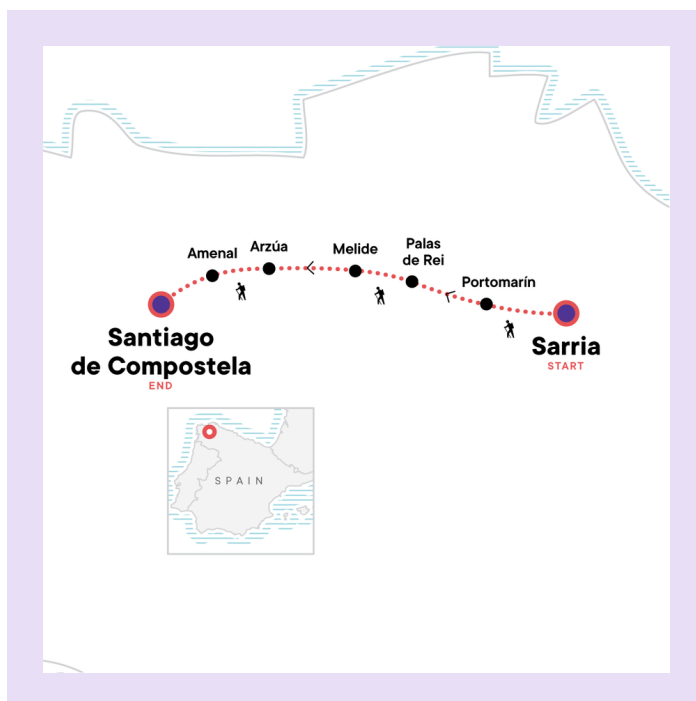 Amenal
Arzúa
Melide
Palas
de Rei
Portomarín
Santiago
de Compostela
END
Sarria
START
SPAIN